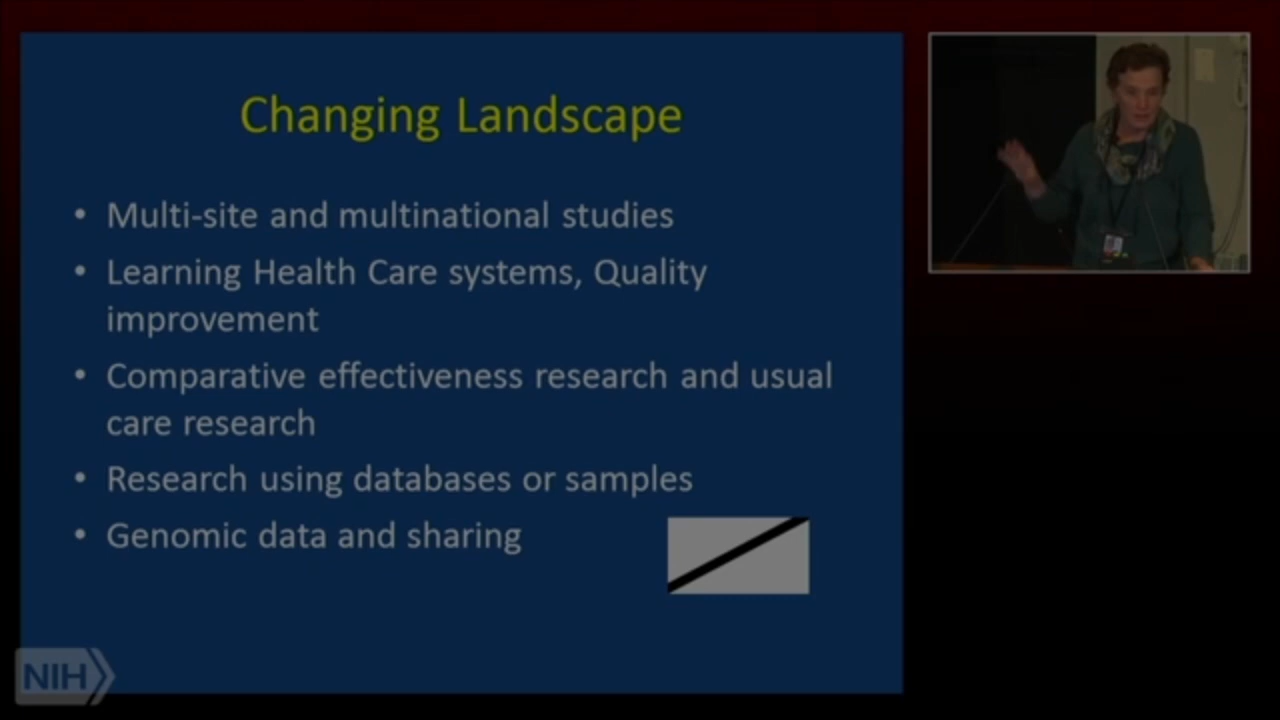 Changing Landscape
• Multi-site and multinational studies
• Learning Health Care systems, Quality
improvement
• Comparative effectiveness research and usual
care research
• Research using databases or samples
• Genomic data and sharing
NIH